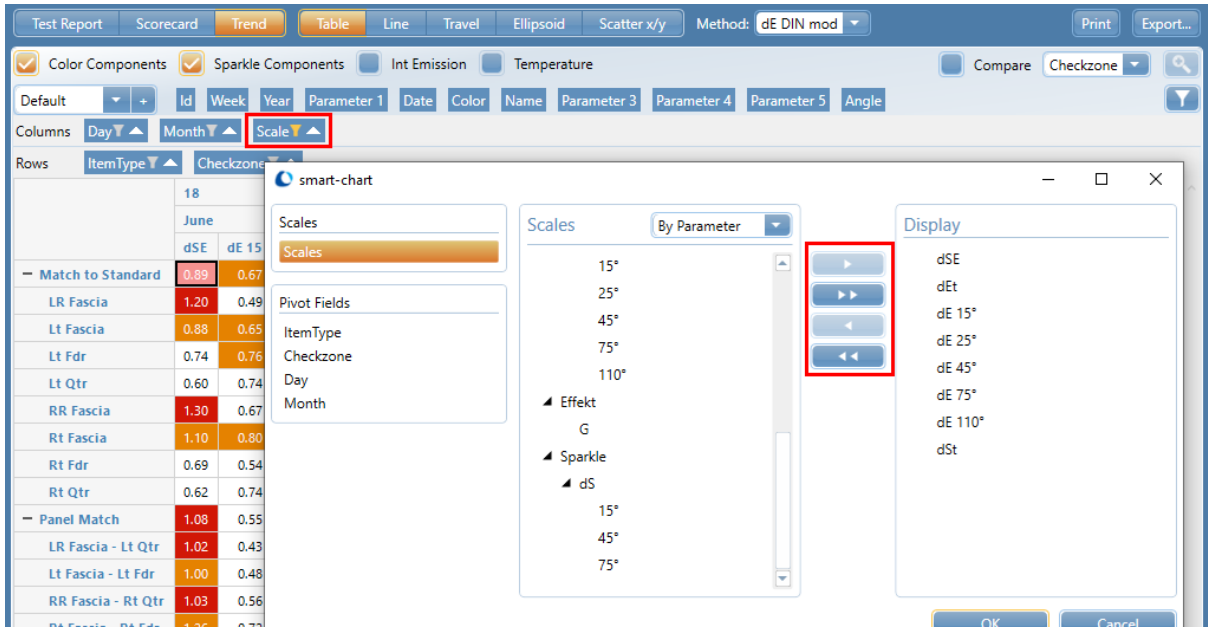 Test Report Scorecard Trend Table Line Travel Ellipsoid Scatter x/y Method: dE DIN mod Print Export...
Color Components Sparkle Components Int Emission Temperature Compare Checkzone
Default + Id Week Year Parameter 1 Date Color Name Parameter 3 Parameter 4 Parameter 5 Angle
Columns Day Month Scale
Rows ItemType Checkzone
18
June
dSE dE 15
Match to Standard 0.89 0.67
LR Fascia 1.20 0.49
Lt Fascia 0.88 0.65
Lt Fdr 0.74 0.76
Lt Qtr 0.60 0.74
RR Fascia 1.30 0.67
Rt Fascia 1.10 0.80
Rt Fdr 0.69 0.54
Rt Qtr 0.62 0.74
Panel Match 1.08 0.55
LR Fascia - Lt Qtr 1.02 0.43
Lt Fascia - Lt Fdr 1.00 0.48
RR Fascia - Rt Qtr 1.03 0.56
Rt Fascia - Rt Fdr 1.26 0.72
smart-chart
Scales
Scales
Pivot Fields
ItemType
Checkzone
Day
Month
Scales By Parameter
15°
25°
45°
75°
110°
Effekt
G
Sparkle
dS
15°
45°
75°
Display
dSE
dEt
dE 15°
dE 25°
dE 45°
dE 75°
dE 110°
dSt
OK Cancel